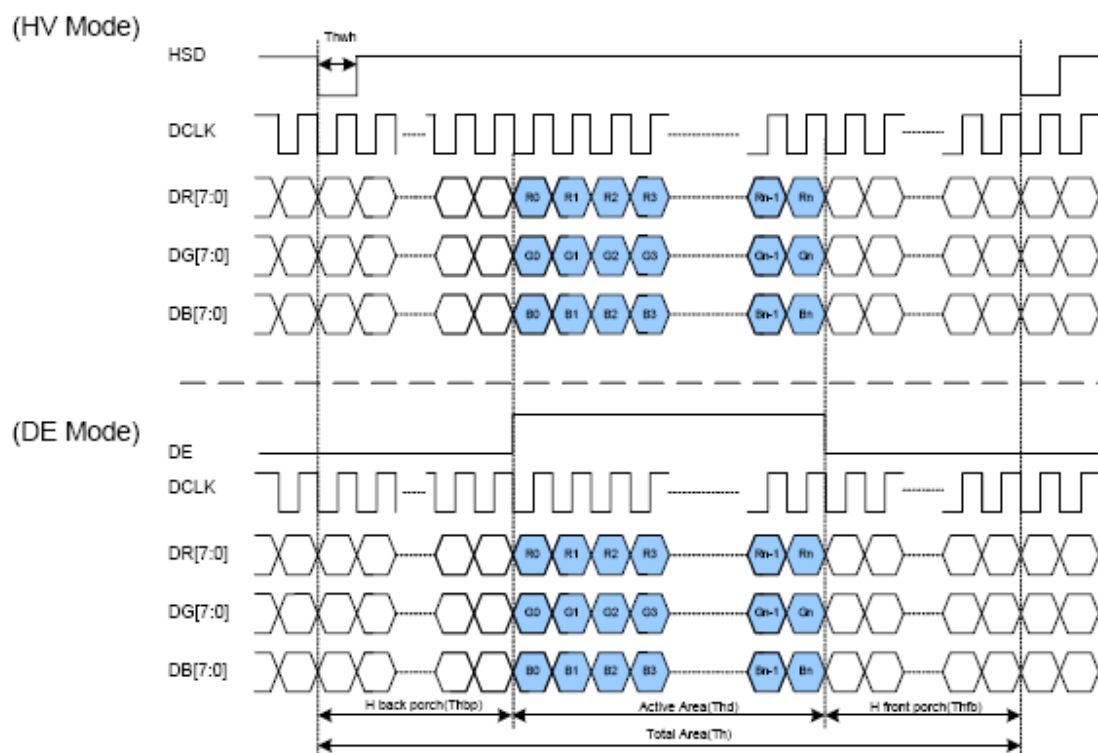 (HV Mode)
Thwh
HSD
DCLK
DR[7:0] R0 R1 R2 R3 Rn-1 Rn
DG[7:0] G0 G1 G2 G3 Gn-1 Gn
DB[7:0] B0 B1 B2 B3 Bn-1 Bn
(DE Mode)
DE
DCLK
DR[7:0] R0 R1 R2 R3 Rn-1 Rn
DG[7:0] G0 G1 G2 G3 Gn-1 Gn
DB[7:0] B0 B1 B2 B3 Bn-1 Bn
H back porch(Thbp) Active Area(Thd) H front porch(Thfb)
Total Area(Th)